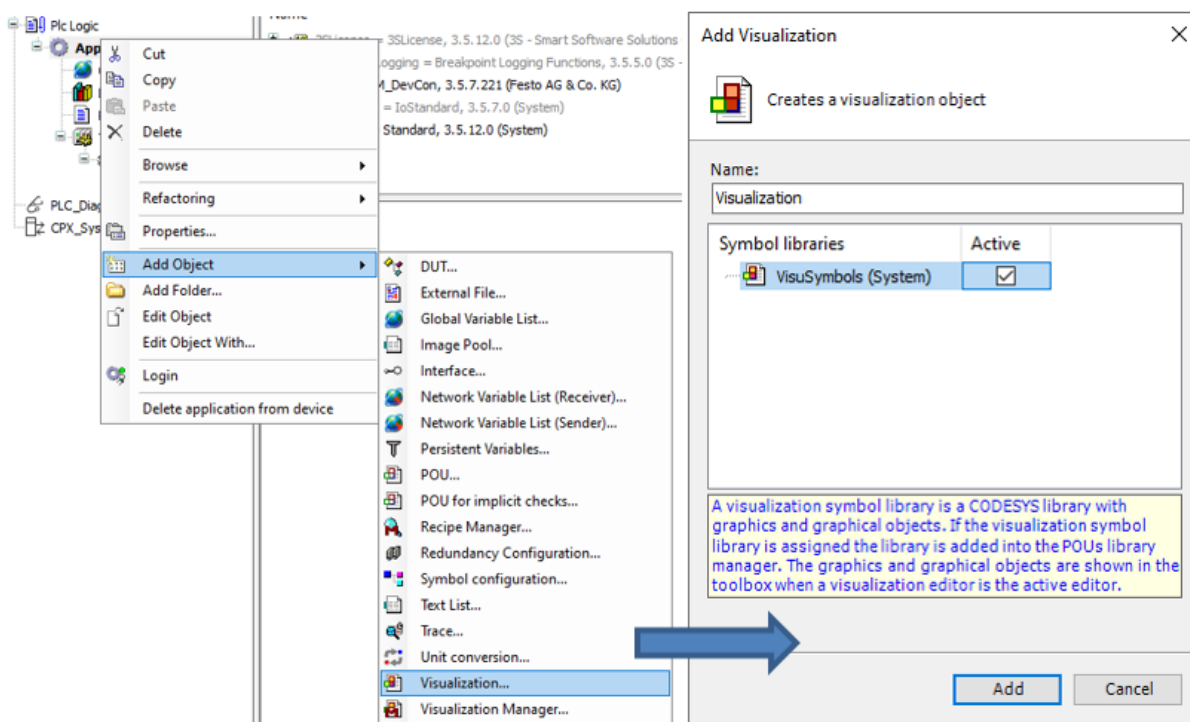 Plc Logic
App
PLC_Diag
CPX_Sys
Cut
Copy
Paste
Delete
Browse
Refactoring
Properties...
Add Object
Add Folder...
Edit Object
Edit Object With...
Login
Delete application from device
= 3SLicense, 3.5.12.0 (3S - Smart Software Solutions
ogging = Breakpoint Logging Functions, 3.5.5.0 (3S -
M_DevCon, 3.5.7.221 (Festo AG & Co. KG)
= IoStandard, 3.5.7.0 (System)
Standard, 3.5.12.0 (System)
DUT...
External File...
Global Variable List...
Image Pool...
Interface...
Network Variable List (Receiver)...
Network Variable List (Sender)...
Persistent Variables...
POU...
POU for implicit checks...
Recipe Manager...
Redundancy Configuration...
Symbol configuration...
Text List...
Trace...
Unit conversion...
Visualization...
Visualization Manager...
Add Visualization
Creates a visualization object
Name:
Visualization
Symbol libraries Active
VisuSymbols (System)
A visualization symbol library is a CODESYS library with
graphics and graphical objects. If the visualization symbol
library is assigned the library is added into the POUs library
manager. The graphics and graphical objects are shown in the
toolbox when a visualization editor is the active editor.
Add Cancel